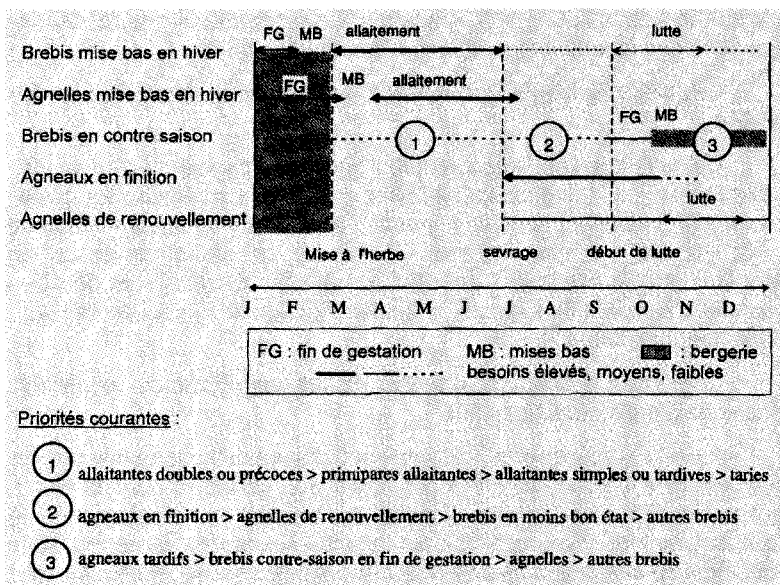 FG MB allaitement lutte
Brebis mise bas en hiver
FG MB allaitement
Agnelles mise bas en hiver
FG MB
Brebis en contre saison 1 2 3
Agneaux en finition
lutte
Agnelles de renouvellement
Mise à l'herbe sevrage début de lutte
J F M A M J J A S O N D
FG : fin de gestation MB : mises bas : bergerie
besoins élevés, moyens, faibles
Priorités courantes :
1 allaitantes doubles ou précoces > primipares allaitantes > allaitantes simples ou tardives > taries
2 agneaux en finition > agnelles de renouvellement > brebis en moins bon état > autres brebis
3 agneaux tardifs > brebis contre-saison en fin de gestation > agnelles > autres brebis